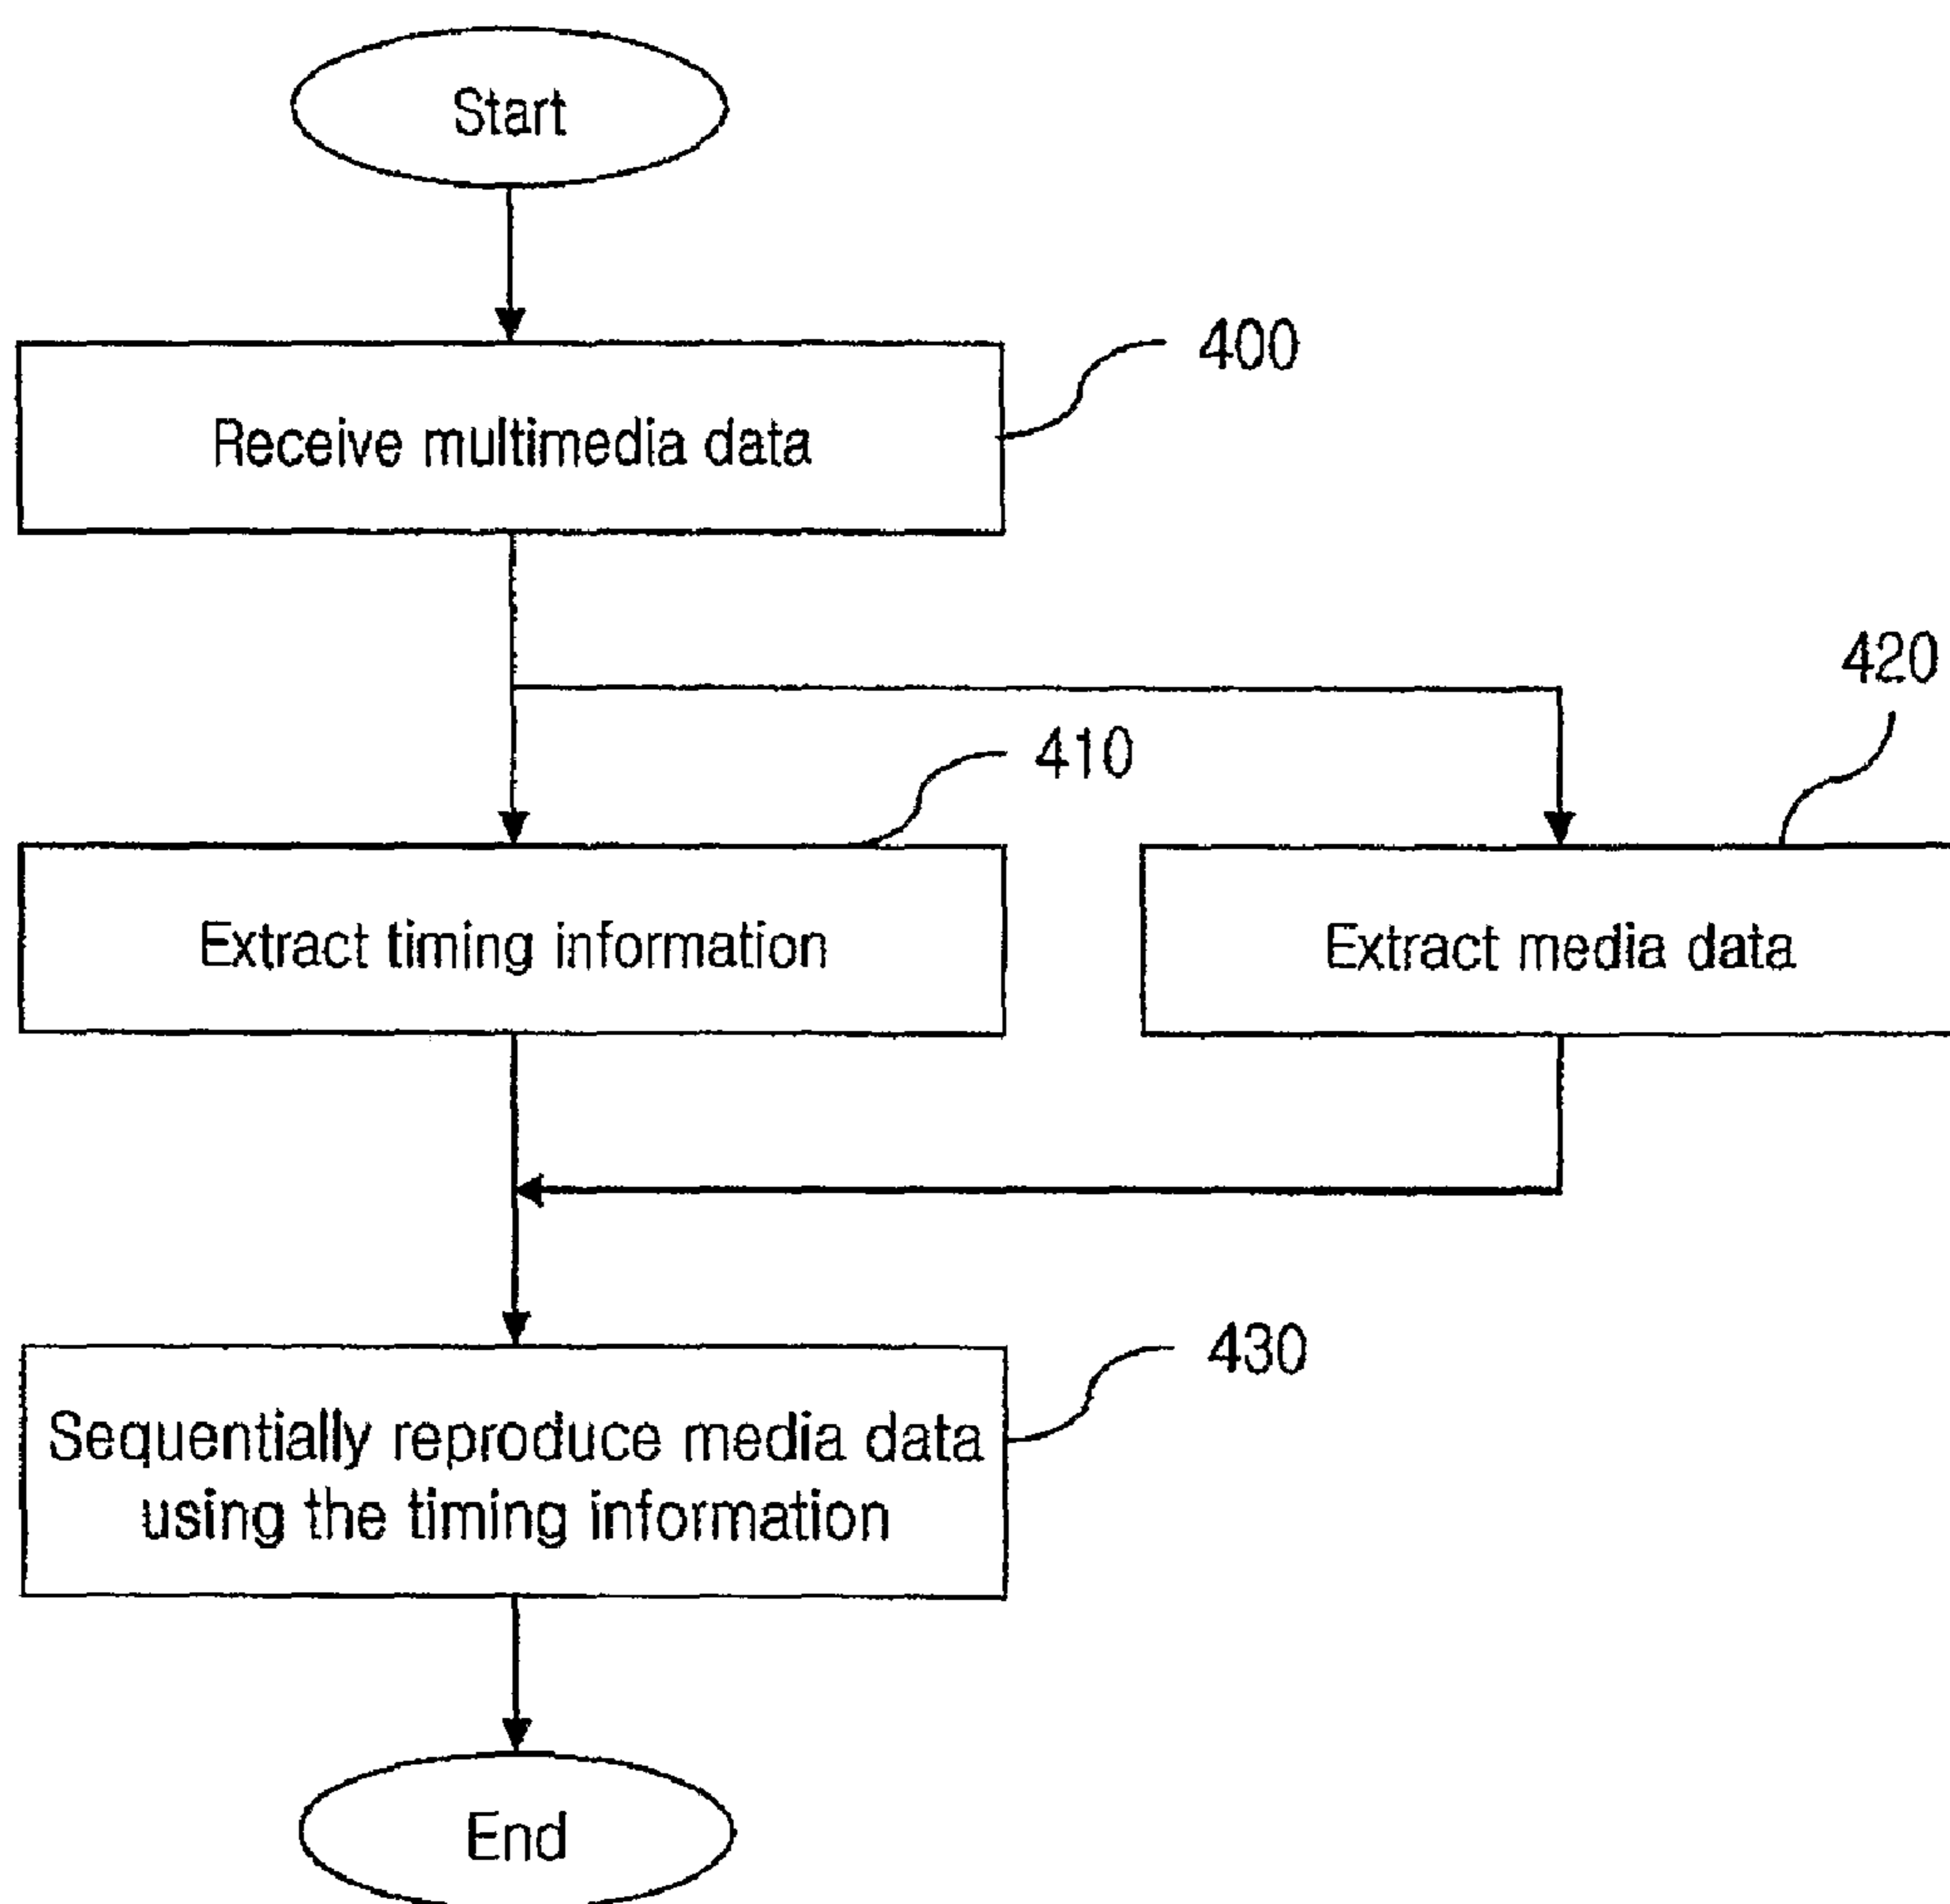 Start
400
Receive multimedia data
420
410
Extract timing information
Extract media data
430
Sequentially reproduce media data
using the timing information
End